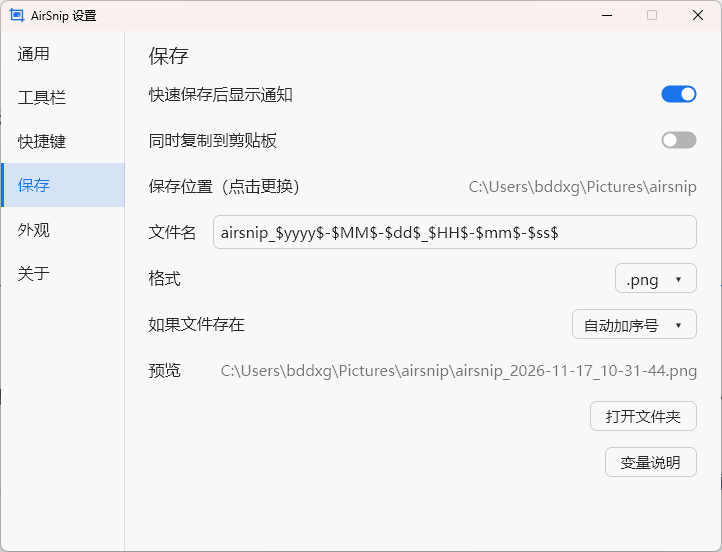 AirSnip 设置
通用
工具栏
快捷键
保存
外观
关于
保存
快速保存后显示通知
同时复制到剪贴板
保存位置（点击更换） C:\Users\bddxg\Pictures\airsnip
文件名 airsnip_$yyyy$-$MM$-$dd$_$HH$-$mm$-$ss$
格式 .png
如果文件存在 自动加序号
预览 C:\Users\bddxg\Pictures\airsnip\airsnip_2026-11-17_10-31-44.png
打开文件夹
变量说明